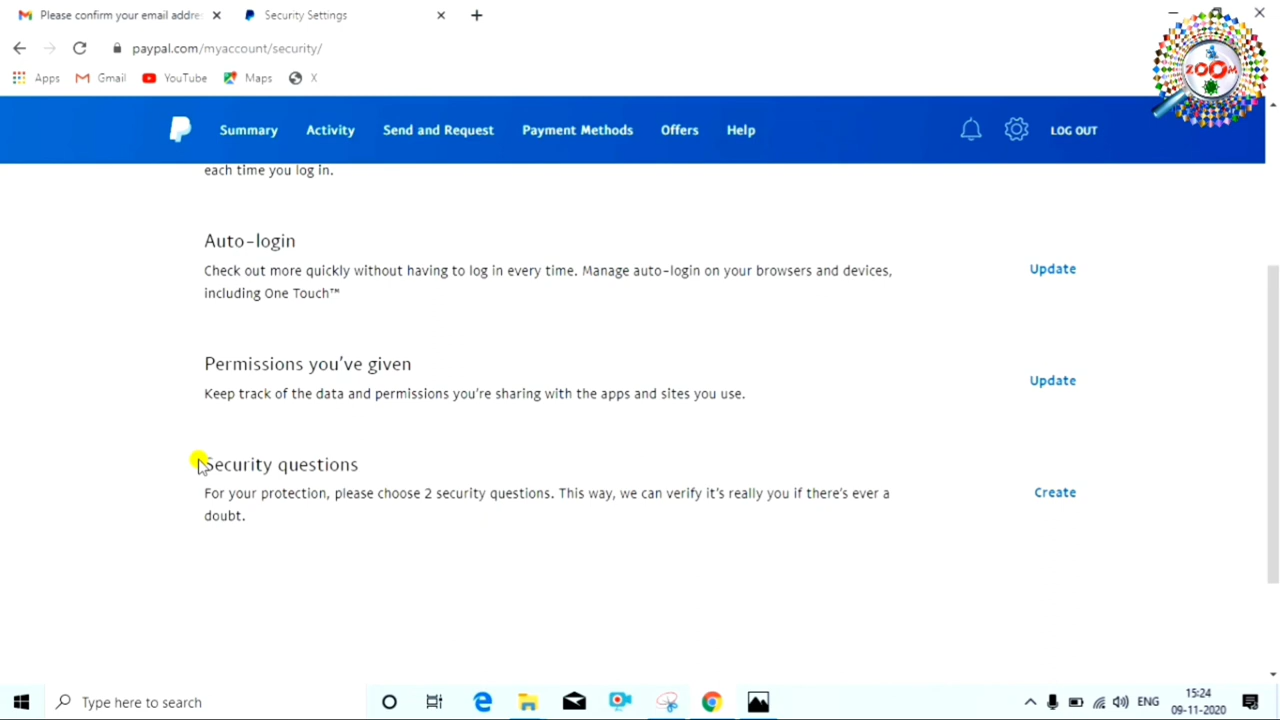 Please confirm your email addre
Security Settings
paypal.com/myaccount/security/
Apps
Gmail
YouTube
Maps
X
ZOOM
Summary
Activity
Send and Request
Payment Methods
Offers
Help
LOG OUT
each time you log in.
Auto-login
Check out more quickly without having to log in every time. Manage auto-login on your browsers and devices,
including One Touch™
Update
Permissions you've given
Keep track of the data and permissions you're sharing with the apps and sites you use.
Update
Security questions
For your protection, please choose 2 security questions. This way, we can verify it's really you if there's ever a
doubt.
Create
Type here to search
ENG
15:24
09-11-2020